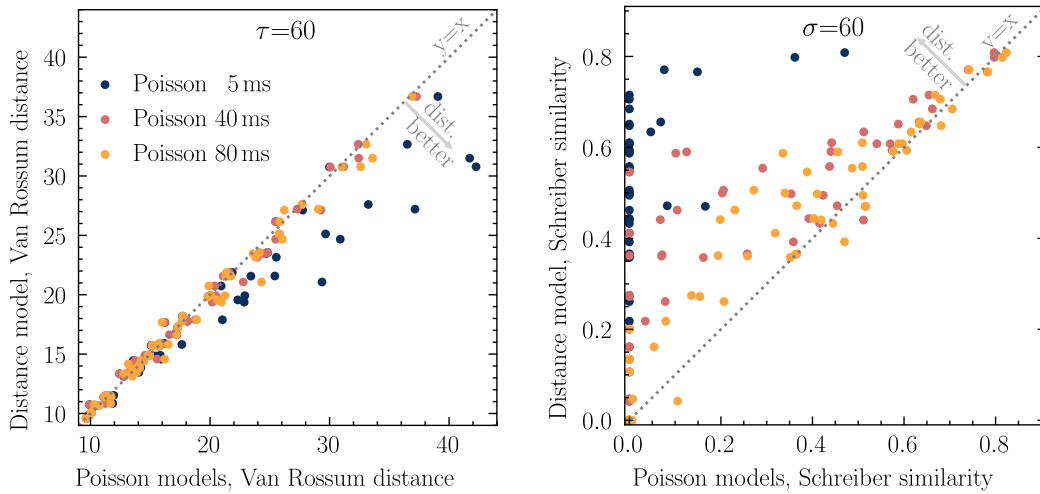 τ=60
y=x
dist.
better
Poisson 5 ms
Poisson 40 ms
Poisson 80 ms
Distance model, Van Rossum distance
40
35
30
25
20
15
10
10
20
30
40
Poisson models, Van Rossum distance
σ=60
y=x
dist.
better
Distance model, Schreiber similarity
0.8
0.6
0.4
0.2
0.0
0.0
0.2
0.4
0.6
0.8
Poisson models, Schreiber similarity